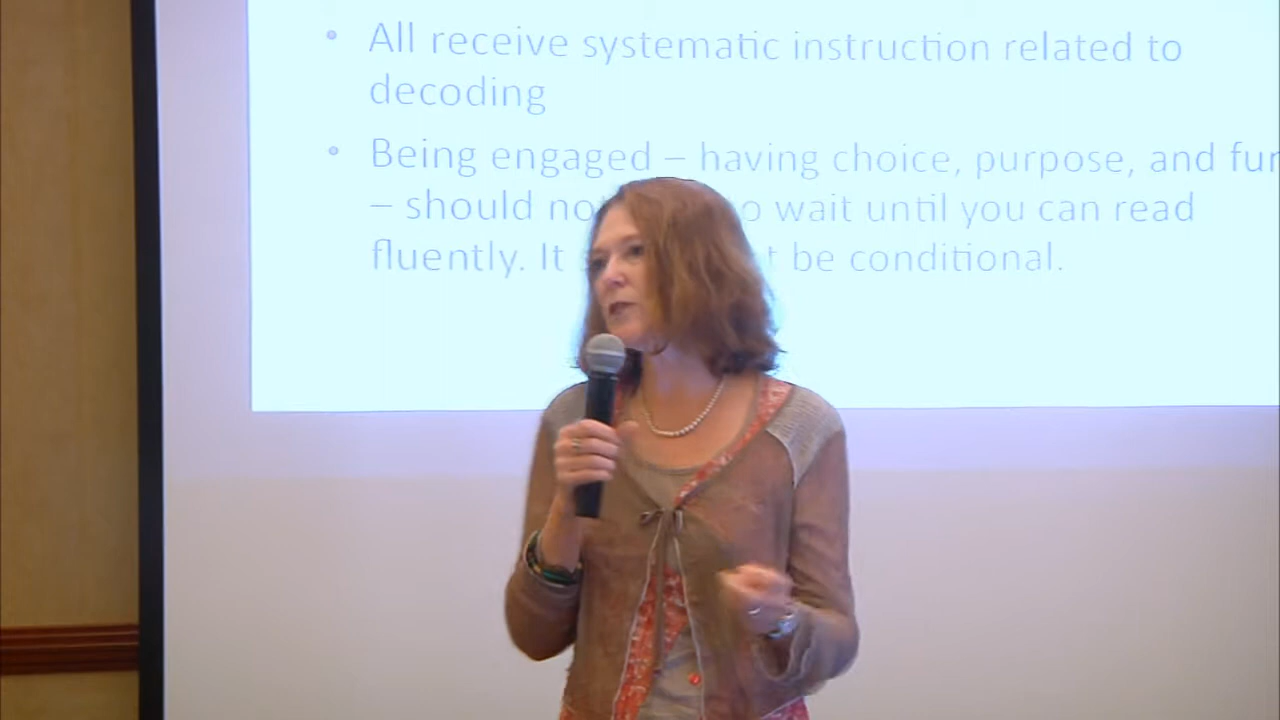 • All receive systematic instruction related to
decoding
• Being engaged – having choice, purpose, and fun
– should no o wait until you can read
fluently. It t be conditional.